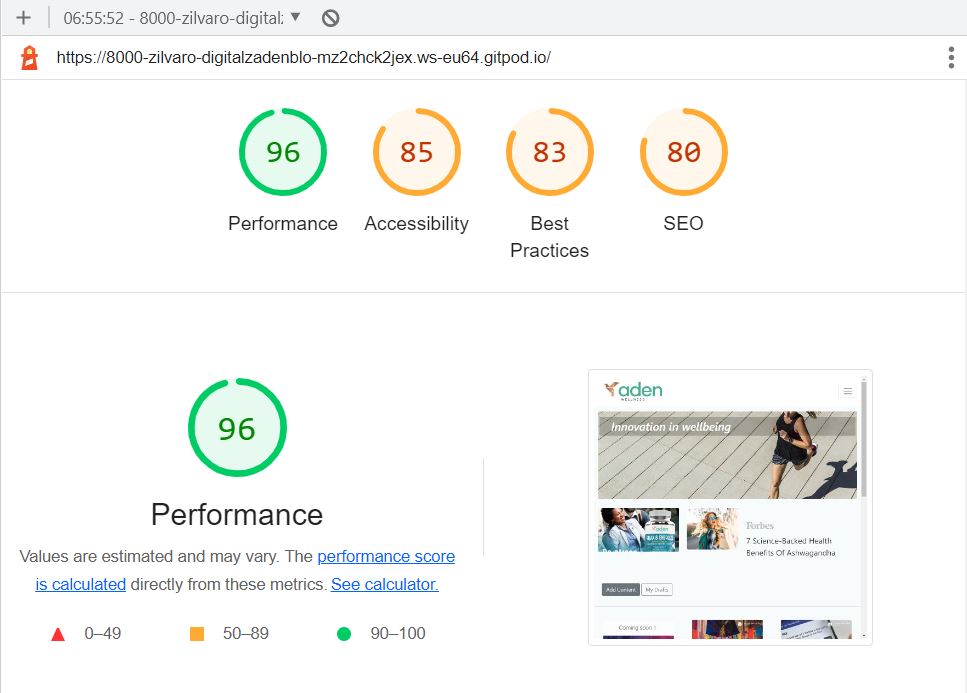 06:55:52 - 8000-zilvaro-digital:
https://8000-zilvaro-digitalzadenblo-mz2chck2jex.ws-eu64.gitpod.io/
96
85
83
80
Performance
Accessibility
Best
Practices
SEO
96
Performance
Values are estimated and may vary. The performance score
is calculated directly from these metrics. See calculator.
0–49
50–89
90–100
aden
WELLNESS
Innovation in wellbeing
Forbes
7 Science-Backed Health
Benefits Of Ashwagandha
Add Content
My Drafts
Coming soon !